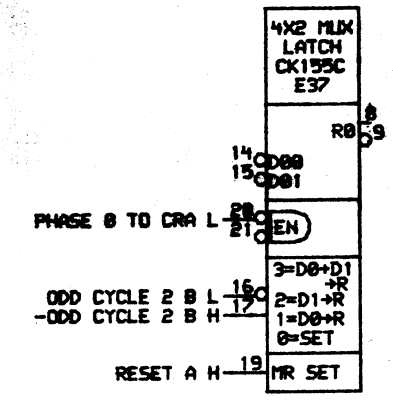 4X2 MUX
LATCH
CK155C
E37
8
R0 9
14 D00
15 D01
PHASE 0 TO CRA L 20
21 EN
3=D0+D1
→R
ODD CYCLE 2 B L 16 2=D1→R
-ODD CYCLE 2 B H 17 1=D0→R
0=SET
RESET A H 19 MR SET